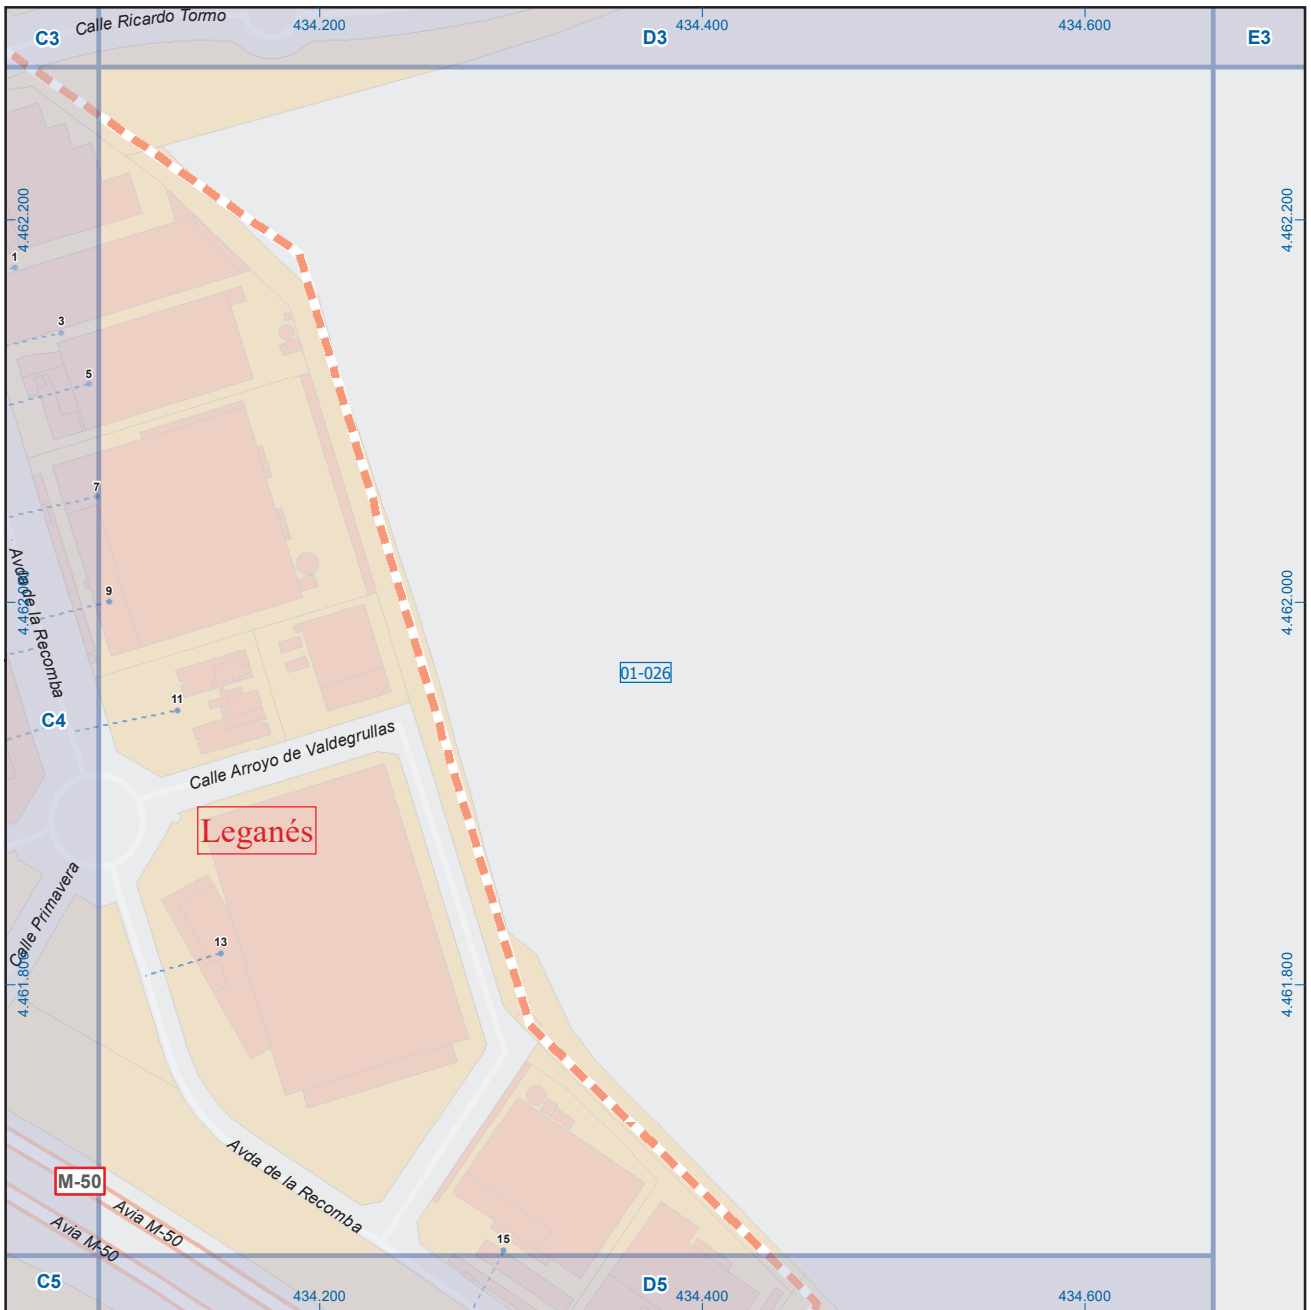 Calle Ricardo Tormo
434.200
434.400
434.600
C3
D3
E3
4.462.200
4.462.200
1
3
5
7
9
Avda de la Recomba
4.462.000
4.462.000
01-026
11
C4
Calle Arroyo de Valdegrullas
Leganés
Calle Primavera
13
4.461.800
4.461.800
Avda de la Recomba
M-50
Avia M-50
Avia M-50
15
C5
D5
434.200
434.400
434.600